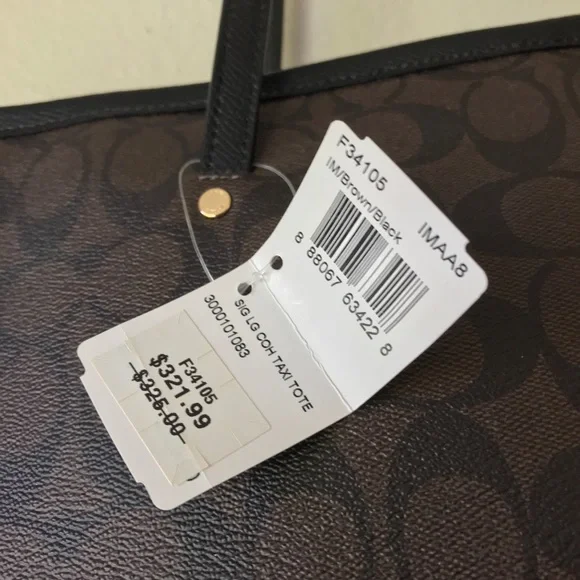 F34105
IM/Brown/Black
IMAA8
8 88067 63422 8
SIG LG COH TAXI TOTE
3000101083
F34105
$321.99
$325.00